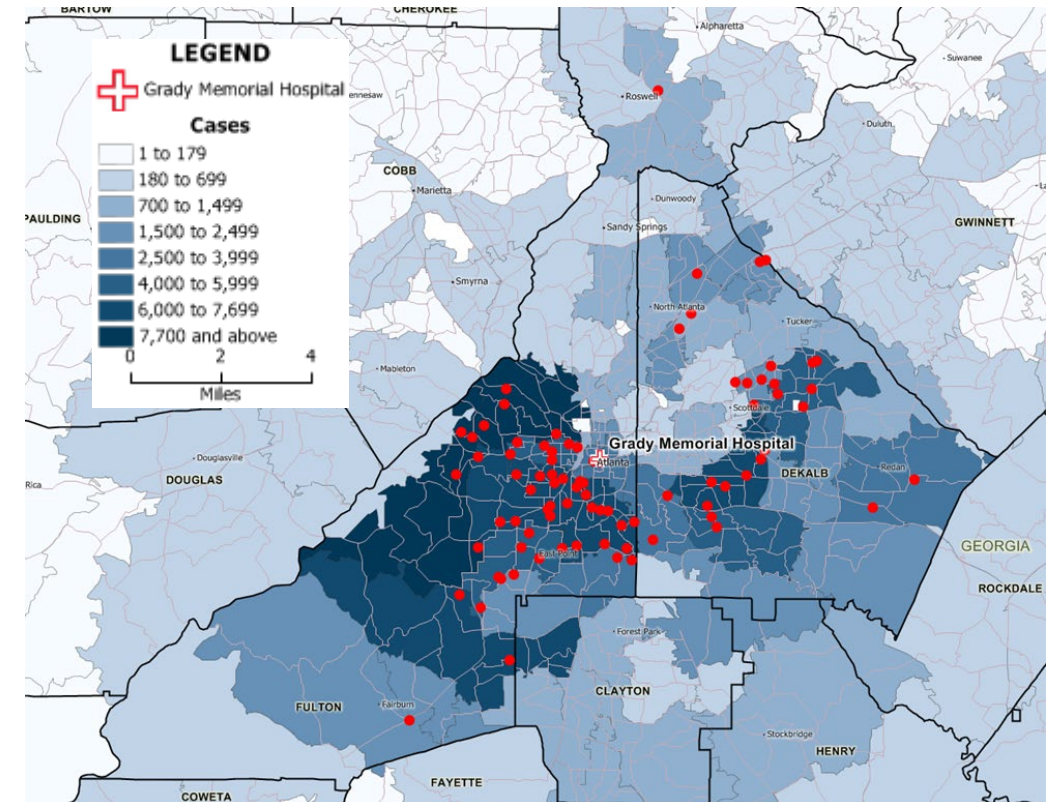 BARTOW
CHEROKEE
Alpharetta
Suwanee
LEGEND
Grady Memorial Hospital
Cases
1 to 179
180 to 699
700 to 1,499
1,500 to 2,499
2,500 to 3,999
4,000 to 5,999
6,000 to 7,699
7,700 and above
0 2 4
Miles
ennesaw
Roswell
Duluth
COBB
Marietta
Dunwoody
PAULDING
Sandy Springs
GWINNETT
Smyrna
North Atlanta
Tucker
Mableton
Scottdale
Grady Memorial Hospital
Atlanta
Douglasville
DOUGLAS
Rica
DEKALB
Redan
East Point
GEORGIA
ROCKDALE
Forest Park
CLAYTON
FULTON
Fairburn
Stockbridge
HENRY
FAYETTE
COWETA